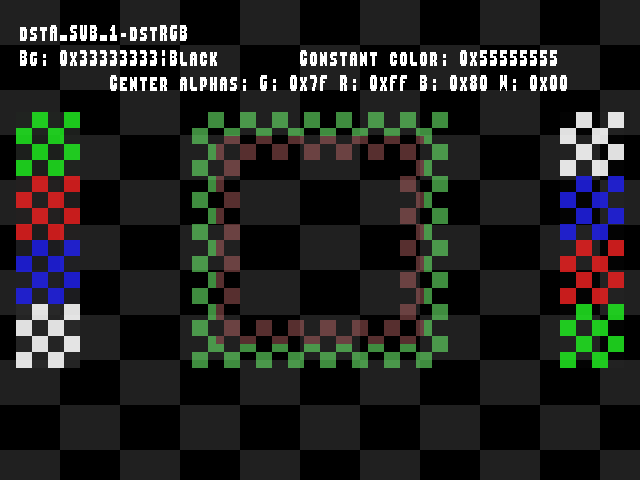 dstA_SUB_1-dstRGB
Bg: 0x33333333¦Black Constant color: 0x55555555
Center alphas: G: 0x7f R: 0xff B: 0x80 W: 0x00